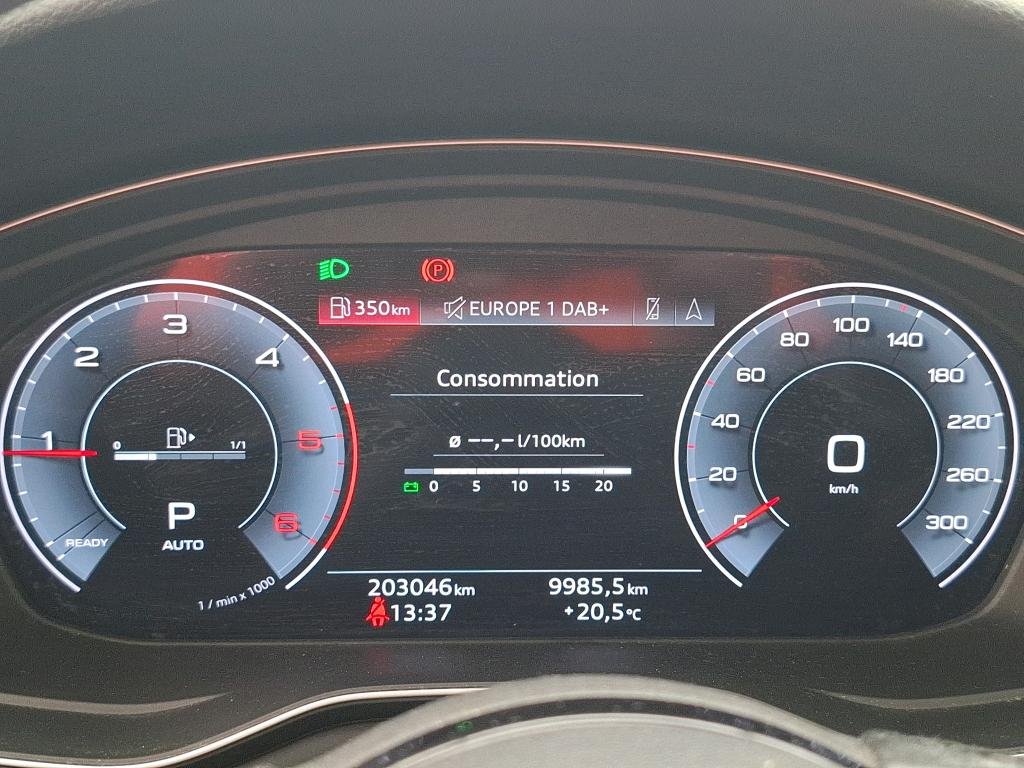 P
350km EUROPE 1 DAB+
1 2 3 4 5 6
READY
0 1/1
P
AUTO
1 / min x 1000
Consommation
ø --,- l/100km
0 5 10 15 20
0 20 40 60 80 100 140 180 220 260 300
0
km/h
203046km 9985,5km
13:37 +20,5°C